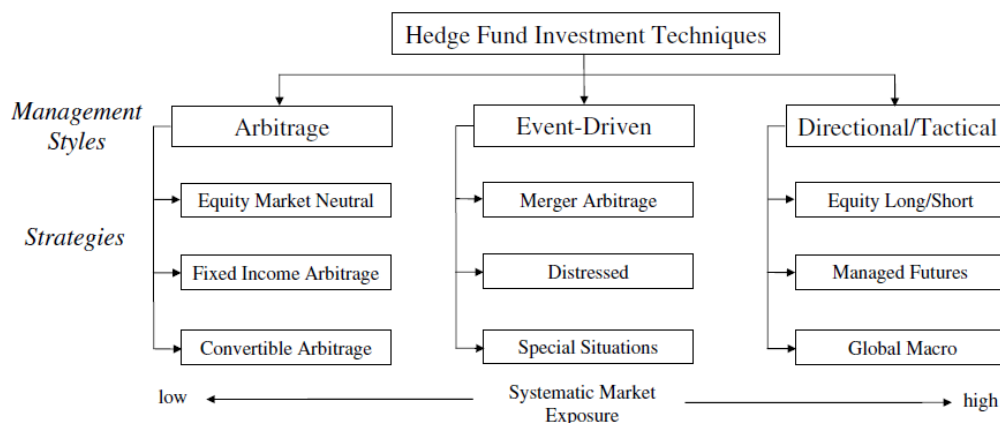 Hedge Fund Investment Techniques
Management
Styles
Arbitrage
Event-Driven
Directional/Tactical
Strategies
Equity Market Neutral
Merger Arbitrage
Equity Long/Short
Fixed Income Arbitrage
Distressed
Managed Futures
Convertible Arbitrage
Special Situations
Global Macro
low
Systematic Market
Exposure
high